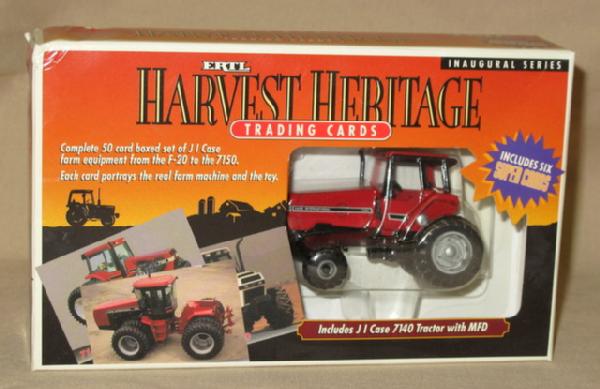 INAUGURAL SERIES
ERTL
HARVEST HERITAGE
TRADING CARDS
Complete 50 card boxed set of J I Case
farm equipment from the F-20 to the 7150.
Each card portrays the real farm machine and the toy.
INCLUDES SIX
SUPER CARDS
Includes J I Case 7140 Tractor with MFD